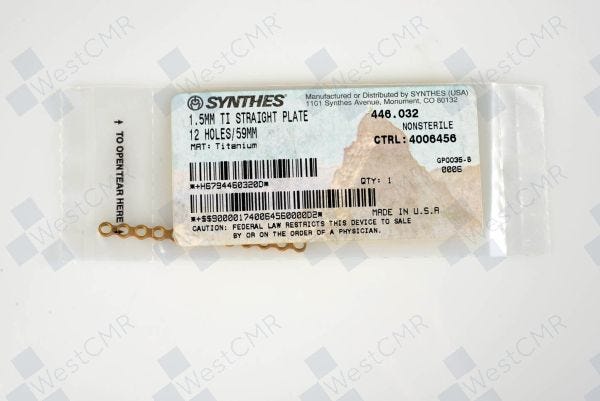 SYNTHES®
Manufactured or Distributed by SYNTHES (USA)
1101 Synthes Avenue, Monument, CO 80132
1.5MM TI STRAIGHT PLATE
12 HOLES/59MM
MAT: Titanium
446.032
NONSTERILE
CTRL: 4006456
GP0035-B
0006
*+H6794460320D*
QTY: 1
*+$$9000017400645600000D2*
MADE IN U.S.A
CAUTION: FEDERAL LAW RESTRICTS THIS DEVICE TO SALE
BY OR ON THE ORDER OF A PHYSICIAN.
TO OPEN TEAR HERE
WestCMR